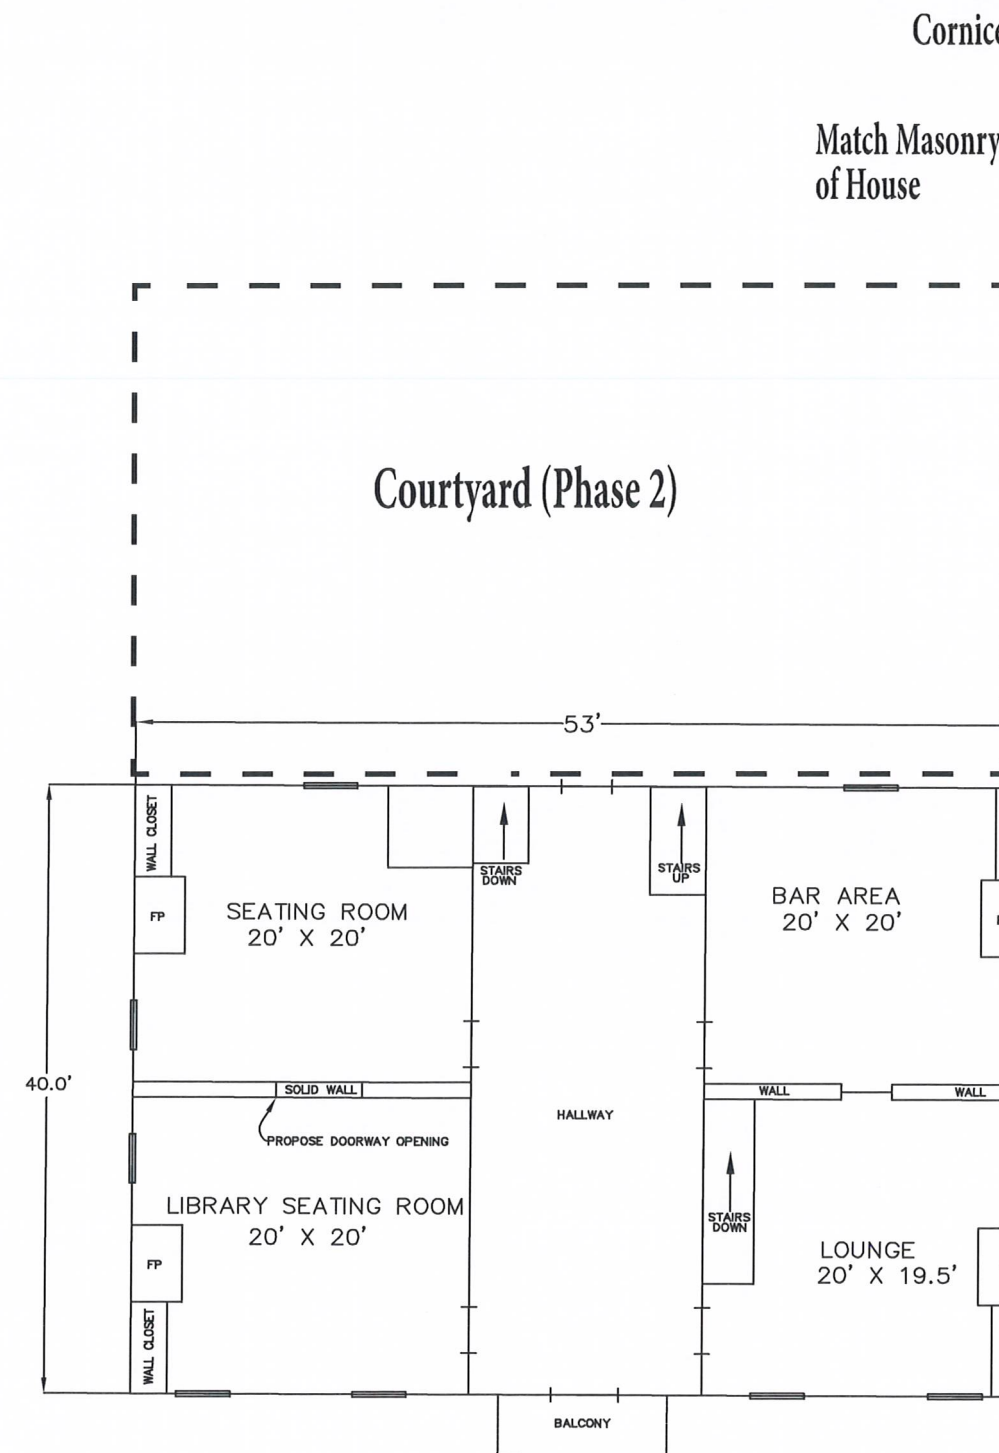 Cornice
Match Masonry
of House
Courtyard (Phase 2)
53'
WALL CLOSET
STAIRS
DOWN
STAIRS
UP
FP
SEATING ROOM
20' X 20'
BAR AREA
20' X 20'
40.0'
SOLID WALL
WALL
WALL
HALLWAY
PROPOSE DOORWAY OPENING
LIBRARY SEATING ROOM
20' X 20'
STAIRS
DOWN
LOUNGE
20' X 19.5'
FP
WALL CLOSET
BALCONY